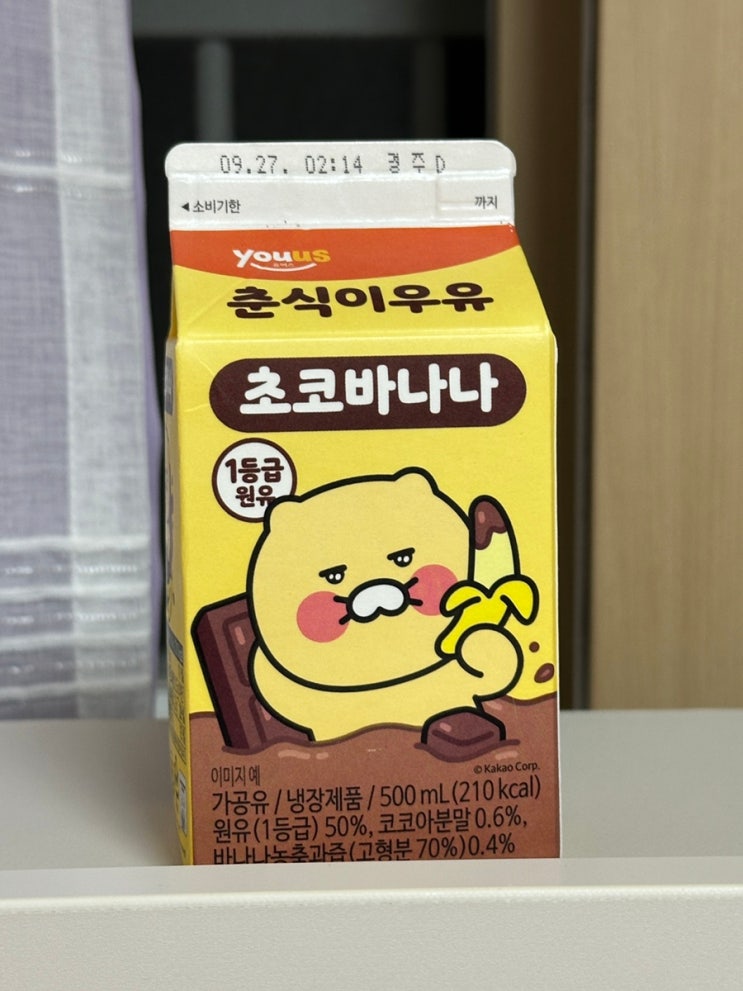 09.27. 02:14 광주D
◀소비기한 까지
youus
춘식이우유
초코바나나
1등급
원유
이미지 예
© Kakao Corp.
가공유 / 냉장제품 / 500 mL (210 kcal)
원유(1등급) 50%, 코코아분말 0.6%,
바나나농축과즙(고형분 70%) 0.4%